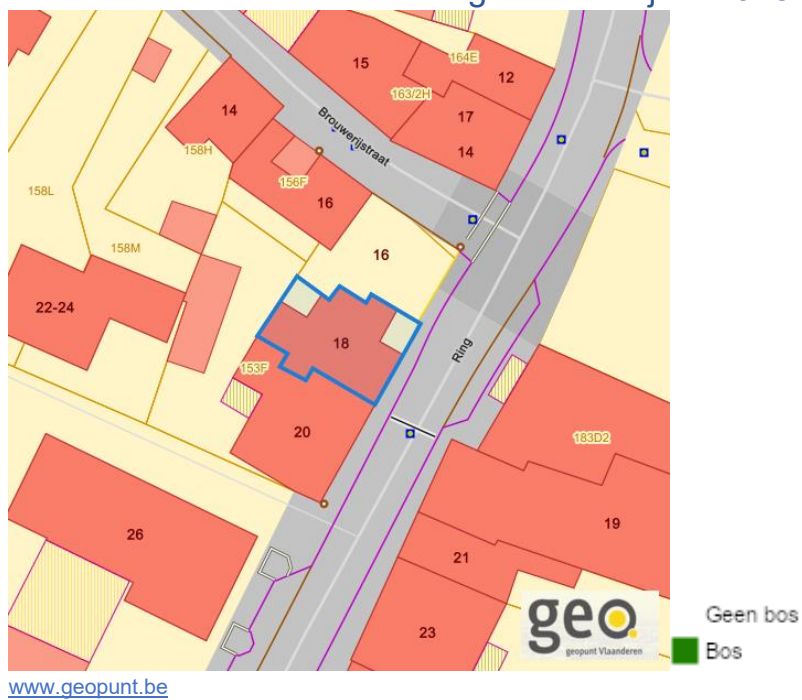 15
164E
12
163/2H
17
14
14
Brouwerijstraat
158H
156F
16
158L
158M
16
22-24
18
Ring
153F
20
183D2
19
26
21
23
geo
geopunt Vlaanderen
Geen bos
Bos
www.geopunt.be